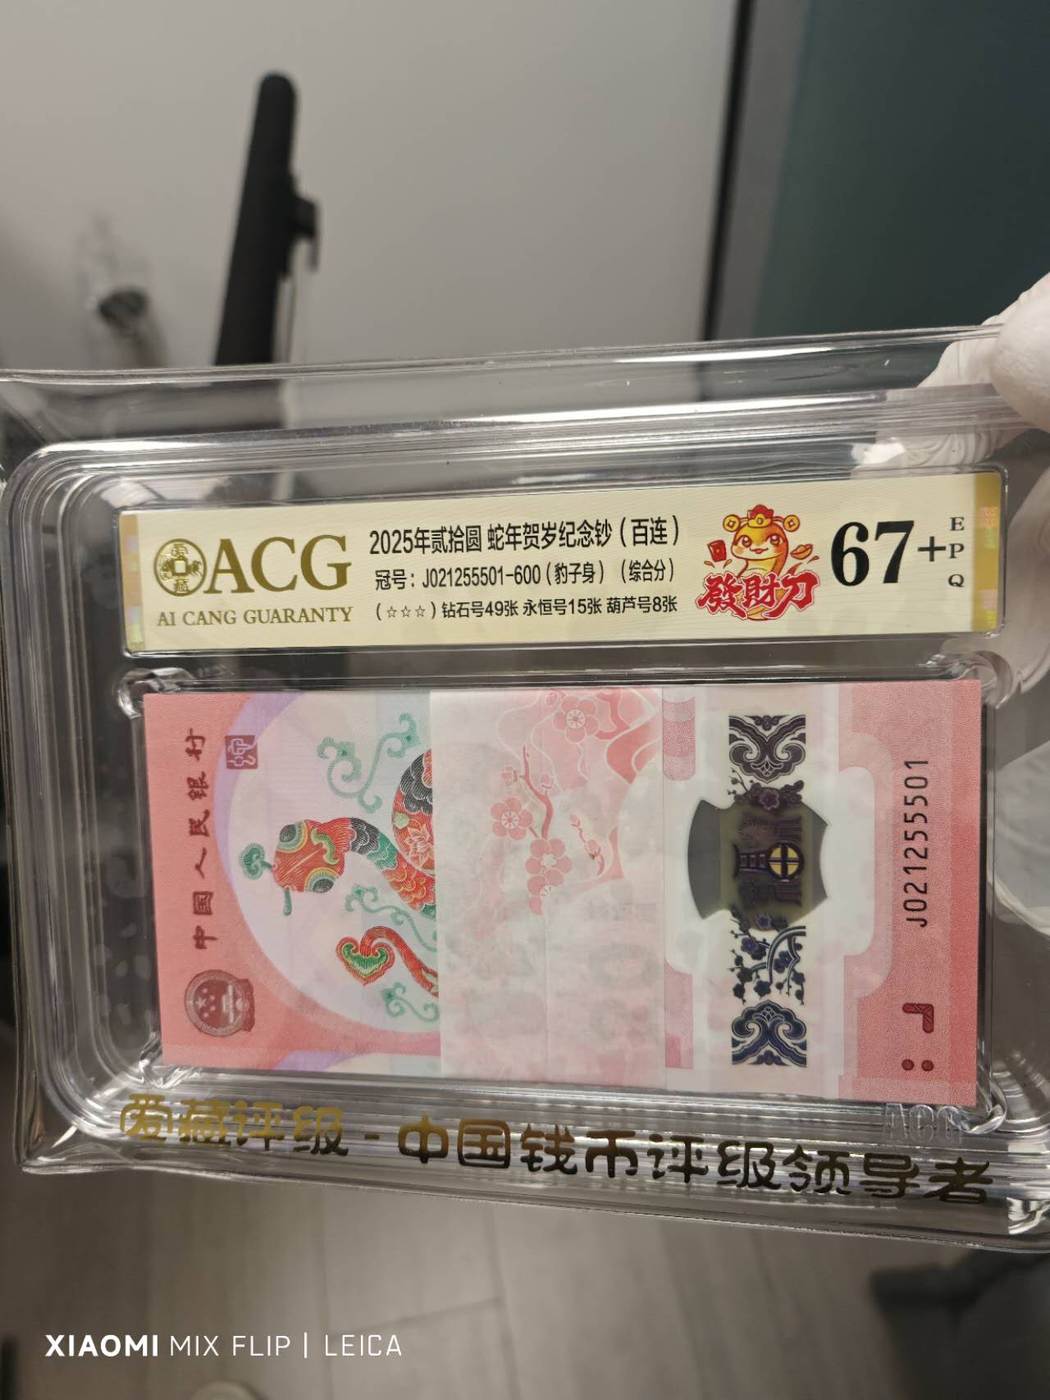 ACG
AI CANG GUARANTY
2025年贰拾圆 蛇年贺岁纪念钞（百连）
冠号：J021255501-600（豹子身）（综合分）
（☆☆☆）钻石号49张 永恒号15张 葫芦号8张
發財刀
67+
EPQ
中国人民银行
J021255501
爱藏评级-中国钱币评级领导者
ACG
XIAOMI MIX FLIP | LEICA